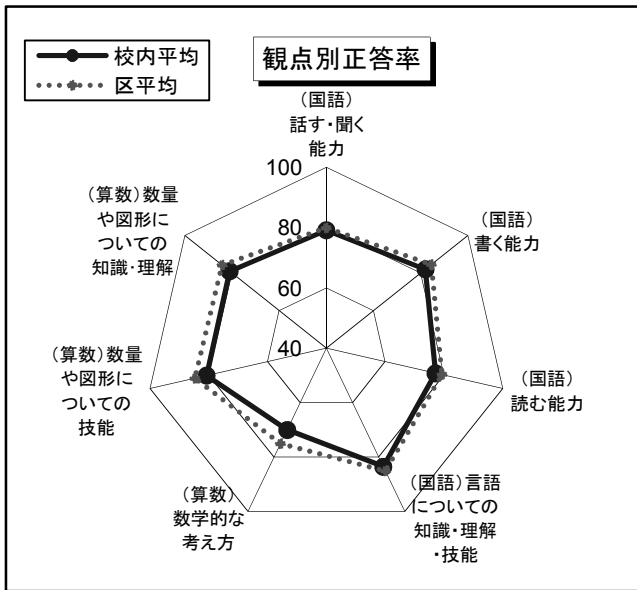 校内平均
区平均
観点別正答率
（国語）
話す・聞く
能力
100
80
60
40
（国語）
書く能力
（国語）
読む能力
（国語）言語
についての
知識・理解
・技能
（算数）
数学的な
考え方
（算数）数量
や図形に
ついての
技能
（算数）数量
や図形に
ついての
知識・理解